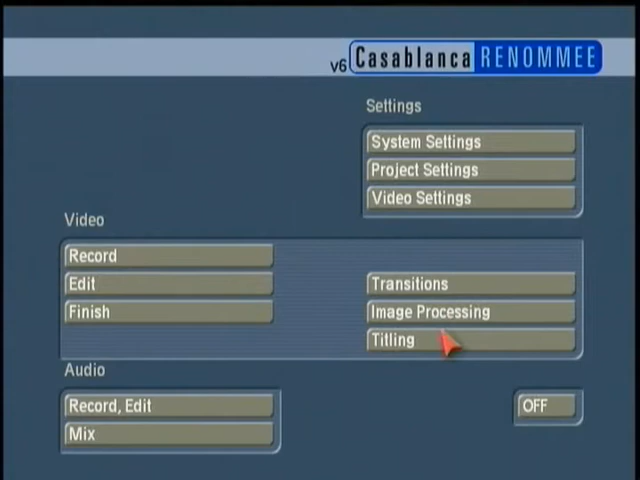 v6 Casablanca RENOMMEE
Settings
System Settings
Project Settings
Video Settings
Video
Record
Edit
Finish
Transitions
Image Processing
Titling
Audio
Record, Edit
Mix
OFF